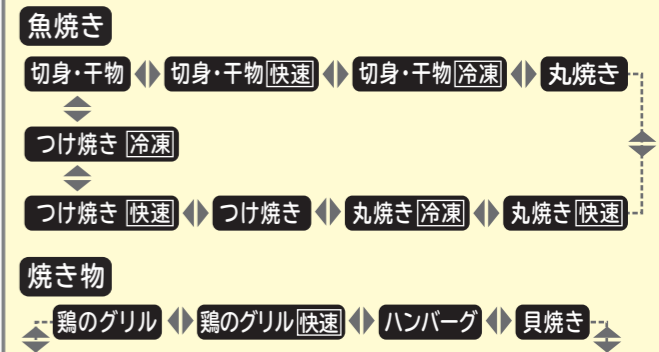 魚焼き
切身・干物 切身・干物 快速 切身・干物 冷凍 丸焼き
つけ焼き 冷凍
つけ焼き 快速 つけ焼き 丸焼き 冷凍 丸焼き 快速
焼き物
鶏のグリル 鶏のグリル 快速 ハンバーグ 貝焼き